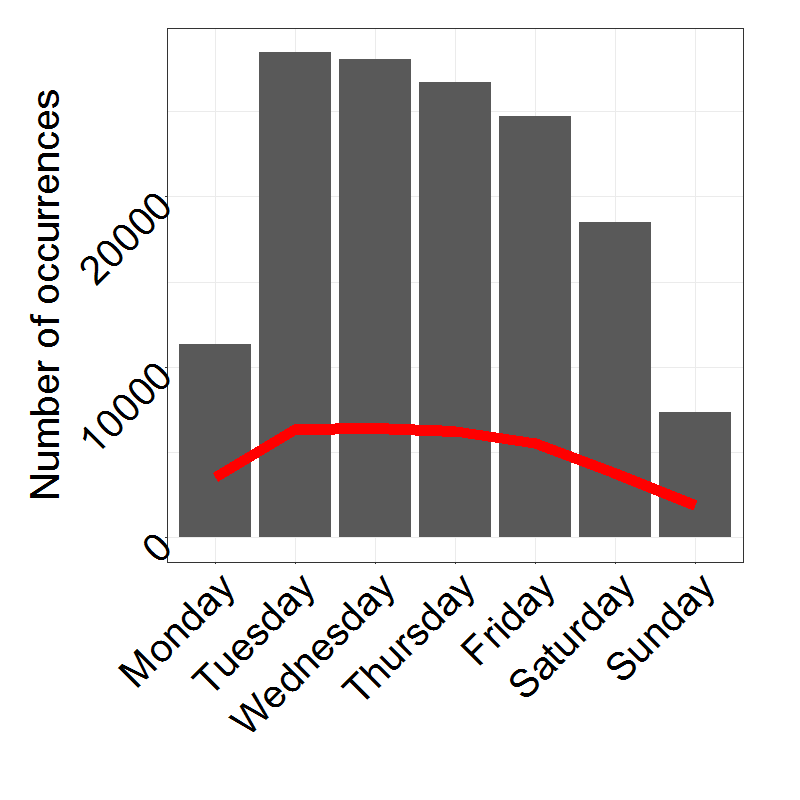 Number of occurrences
20000
10000
0
Monday
Tuesday
Wednesday
Thursday
Friday
Saturday
Sunday